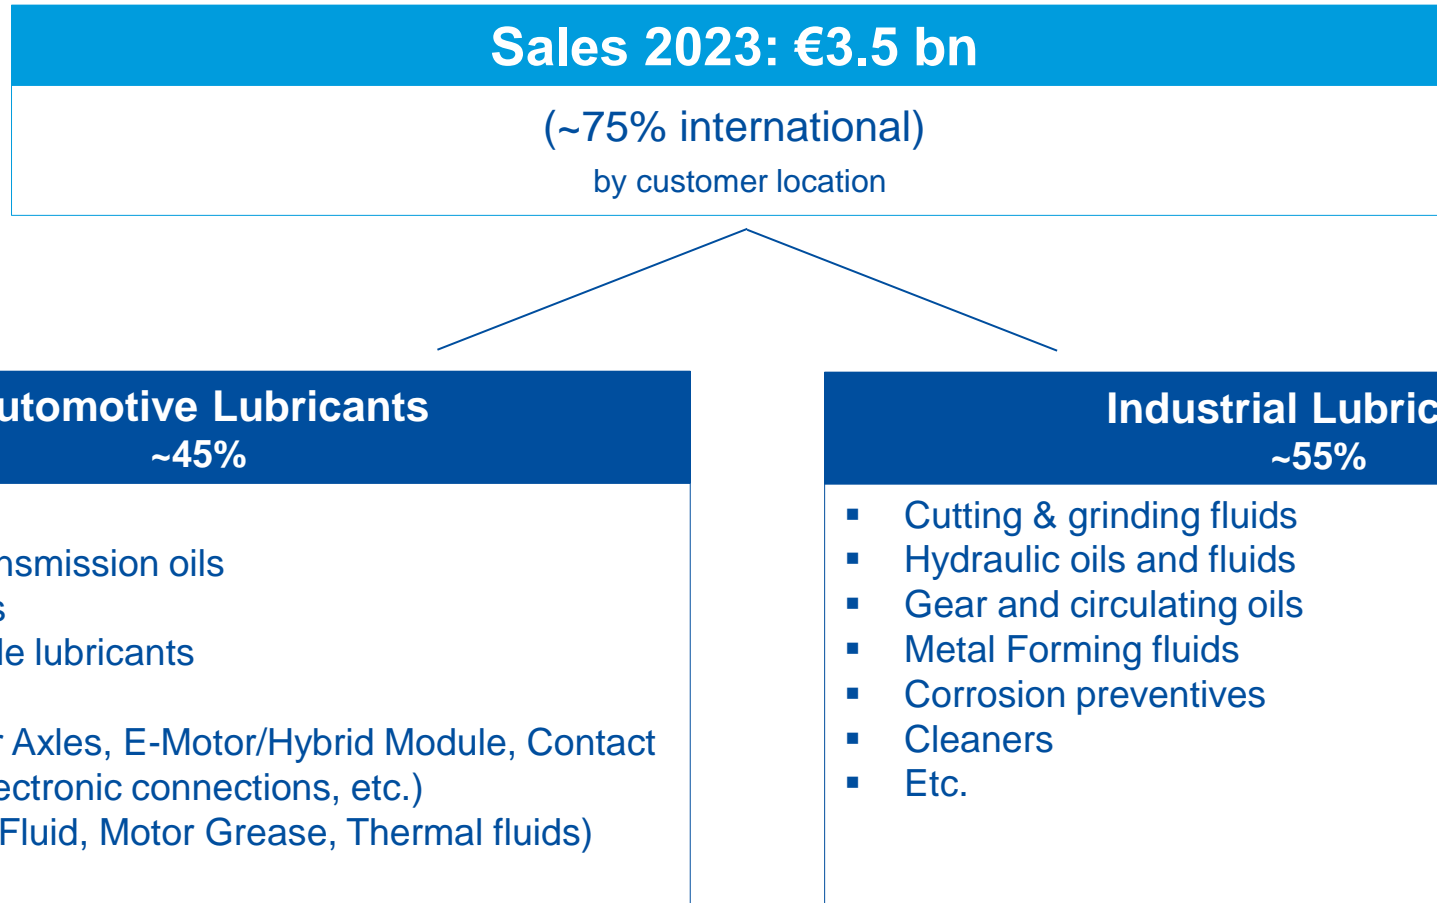 Sales 2023: €3.5 bn
(~75% international)
by customer location
utomotive Lubricants
~45%
nsmission oils
s
le lubricants
r Axles, E-Motor/Hybrid Module, Contact
ectronic connections, etc.)
Fluid, Motor Grease, Thermal fluids)
Industrial Lubric
~55%
▪ Cutting & grinding fluids
▪ Hydraulic oils and fluids
▪ Gear and circulating oils
▪ Metal Forming fluids
▪ Corrosion preventives
▪ Cleaners
▪ Etc.